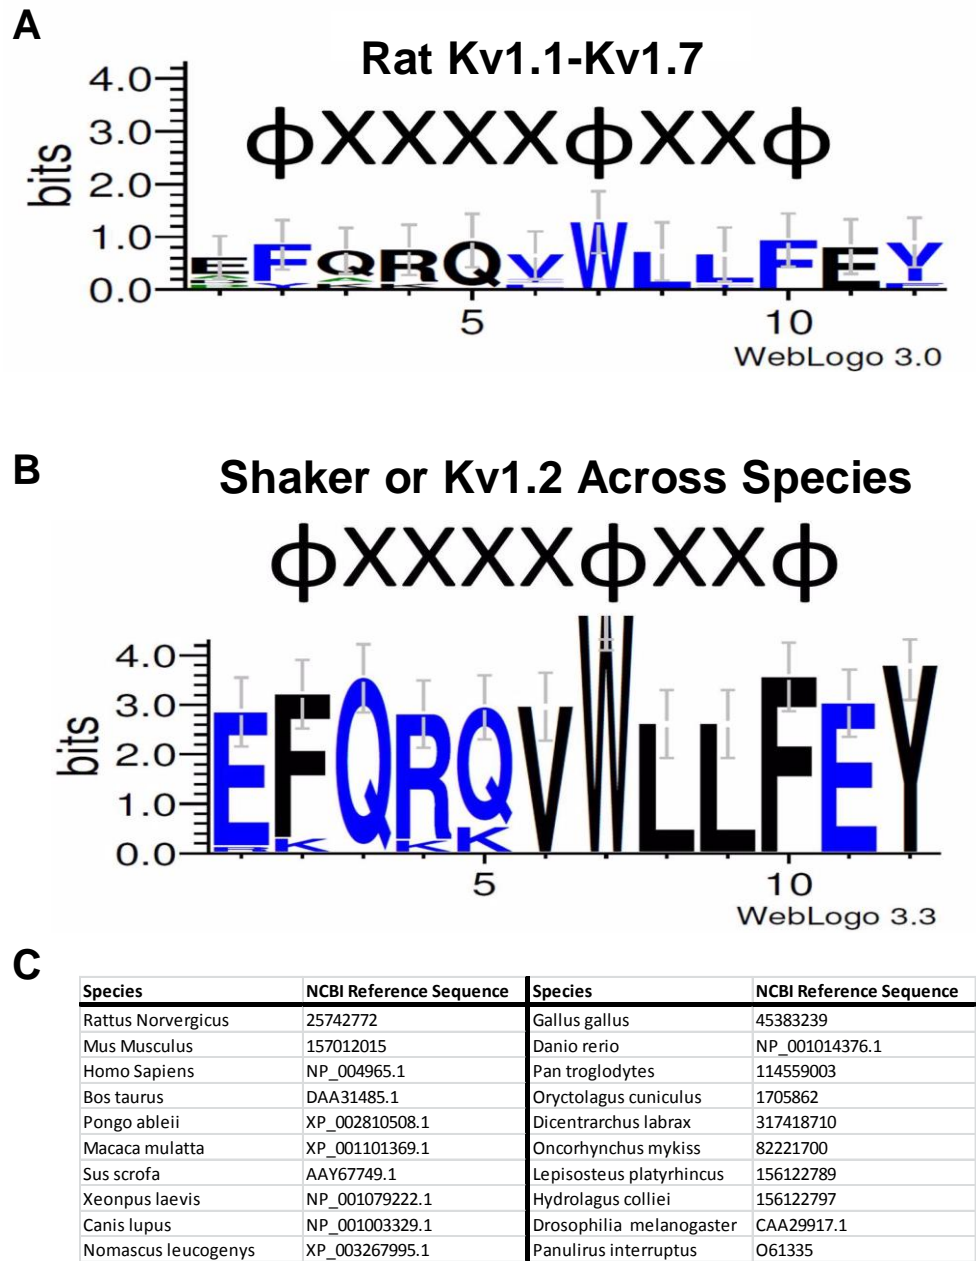 A
Rat Kv1.1-Kv1.7
bits
4.0
3.0
2.0
1.0
0.0
ϕXXXXϕXXϕ
EFQRQVWLLFEY
5 10
WebLogo 3.0
B
Shaker or Kv1.2 Across Species
ϕXXXXϕXXϕ
bits
4.0
3.0
2.0
1.0
0.0
EFQRQVWLLFEY
K K K
5 10
WebLogo 3.3
C
Species NCBI Reference Sequence Species NCBI Reference Sequence
Rattus Norvergicus 25742772 Gallus gallus 45383239
Mus Musculus 157012015 Danio rerio NP_001014376.1
Homo Sapiens NP_004965.1 Pan troglodytes 114559003
Bos taurus DAA31485.1 Oryctolagus cuniculus 1705862
Pongo ableii XP_002810508.1 Dicentrarchus labrax 317418710
Macaca mulatta XP_001101369.1 Oncorhynchus mykiss 82221700
Sus scrofa AAY67749.1 Lepisosteus platyrhincus 156122789
Xeonpus laevis NP_001079222.1 Hydrolagus colliei 156122797
Canis lupus NP_001003329.1 Drosophilia melanogaster CAA29917.1
Nomascus leucogenys XP_003267995.1 Panulirus interruptus O61335